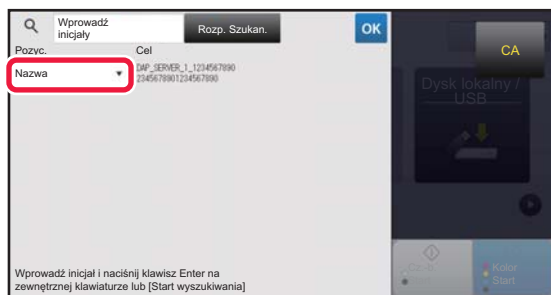 Wprowadź
inicjały
Rozp. Szukan.
OK
CA
Pozyc.
Cel
Nazwa
DAP_SERVER_1_1234567890
2345678901234567890
Dysk lokalny /
USB
Kolor
Start
Wprowadź inicjał i naciśnij klawisz Enter na
zewnętrznej klawiaturze lub [Start wyszukiwania]